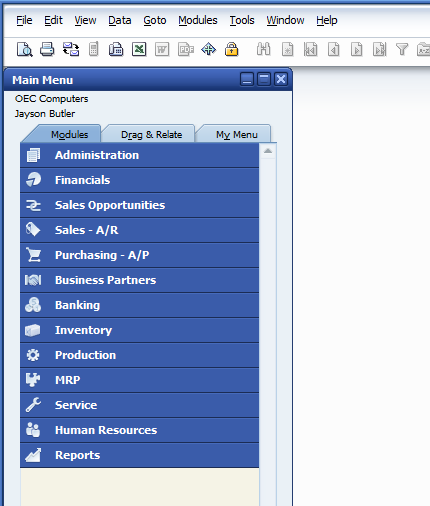 File Edit View Data Goto Modules Tools Window Help
Main Menu
OEC Computers
Jayson Butler
Modules Drag & Relate My Menu
Administration
Financials
Sales Opportunities
Sales - A/R
Purchasing - A/P
Business Partners
Banking
Inventory
Production
MRP
Service
Human Resources
Reports